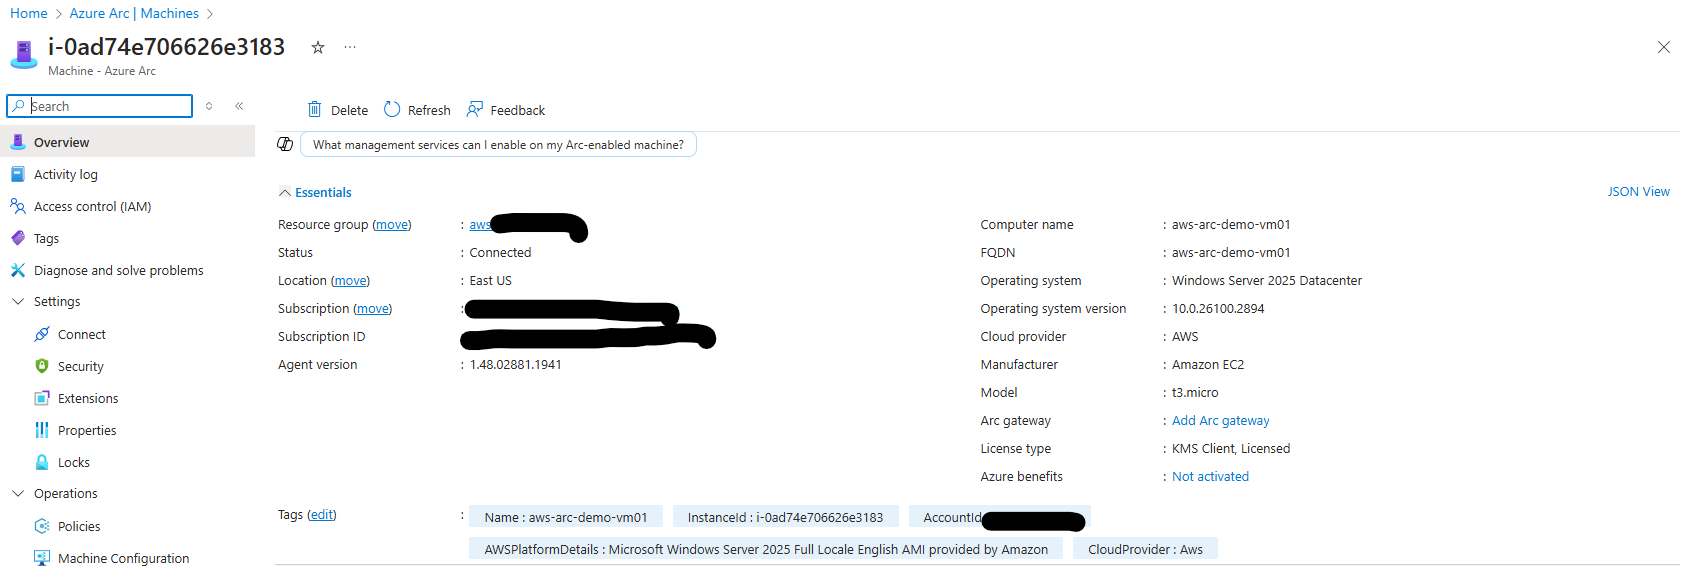 Home > Azure Arc | Machines >
i-0ad74e706626e3183
Machine - Azure Arc
Search
Delete
Refresh
Feedback
What management services can I enable on my Arc-enabled machine?
Overview
Activity log
Access control (IAM)
Tags
Diagnose and solve problems
Settings
Connect
Security
Extensions
Properties
Locks
Operations
Policies
Machine Configuration
Essentials
JSON View
Resource group (move) : aws
Status : Connected
Location (move) : East US
Subscription (move) :
Subscription ID
Agent version : 1.48.02881.1941
Computer name : aws-arc-demo-vm01
FQDN : aws-arc-demo-vm01
Operating system : Windows Server 2025 Datacenter
Operating system version : 10.0.26100.2894
Cloud provider : AWS
Manufacturer : Amazon EC2
Model : t3.micro
Arc gateway : Add Arc gateway
License type : KMS Client, Licensed
Azure benefits : Not activated
Tags (edit) : Name : aws-arc-demo-vm01 InstanceId : i-0ad74e706626e3183 AccountId
AWSPlatformDetails : Microsoft Windows Server 2025 Full Locale English AMI provided by Amazon CloudProvider : Aws